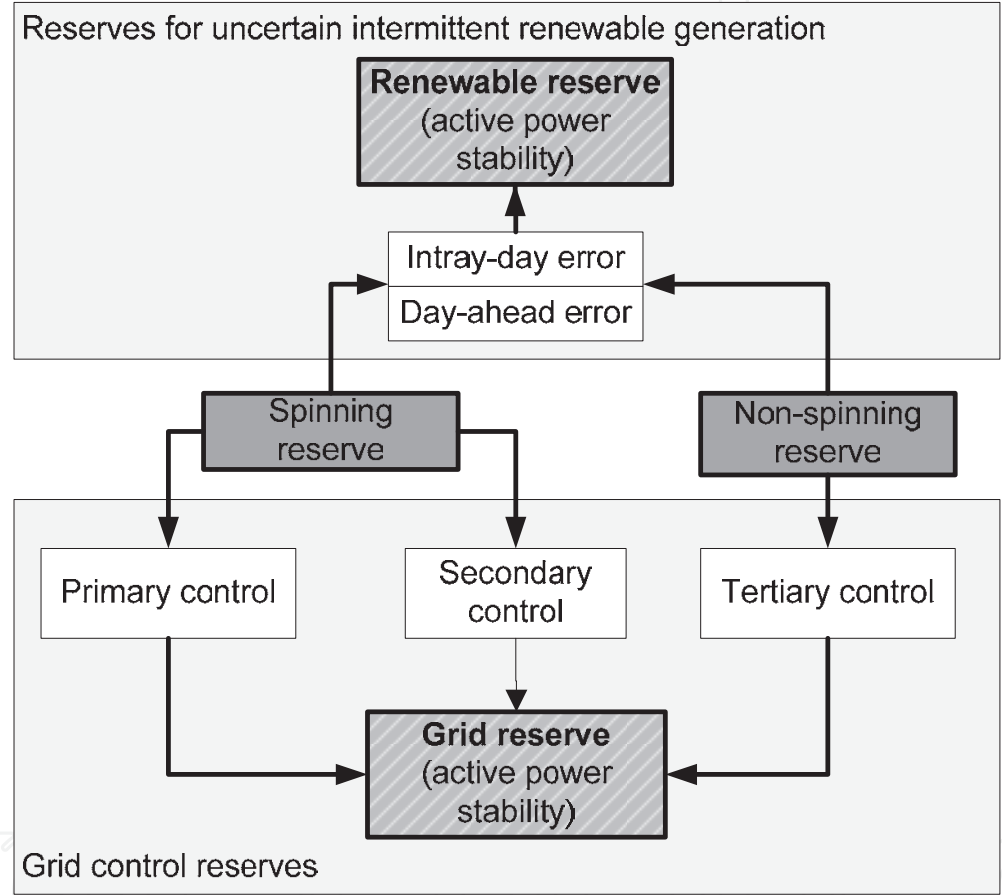 Reserves for uncertain intermittent renewable generation
Renewable reserve
(active power
stability)
Intray-day error
Day-ahead error
Spinning
reserve
Non-spinning
reserve
Primary control
Secondary
control
Tertiary control
Grid reserve
(active power
stability)
Grid control reserves